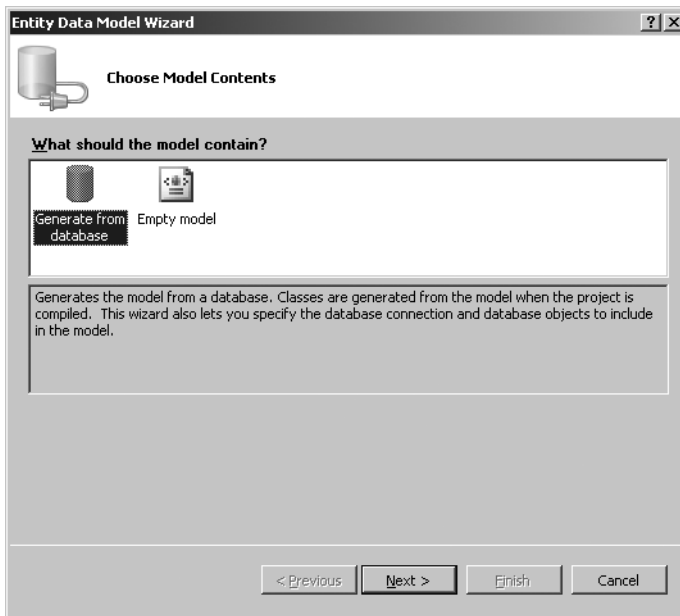 Entity Data Model Wizard
Choose Model Contents
What should the model contain?
Generate from
database
Empty model
Generates the model from a database. Classes are generated from the model when the project is
compiled. This wizard also lets you specify the database connection and database objects to include
in the model.
< Previous
Next >
Finish
Cancel